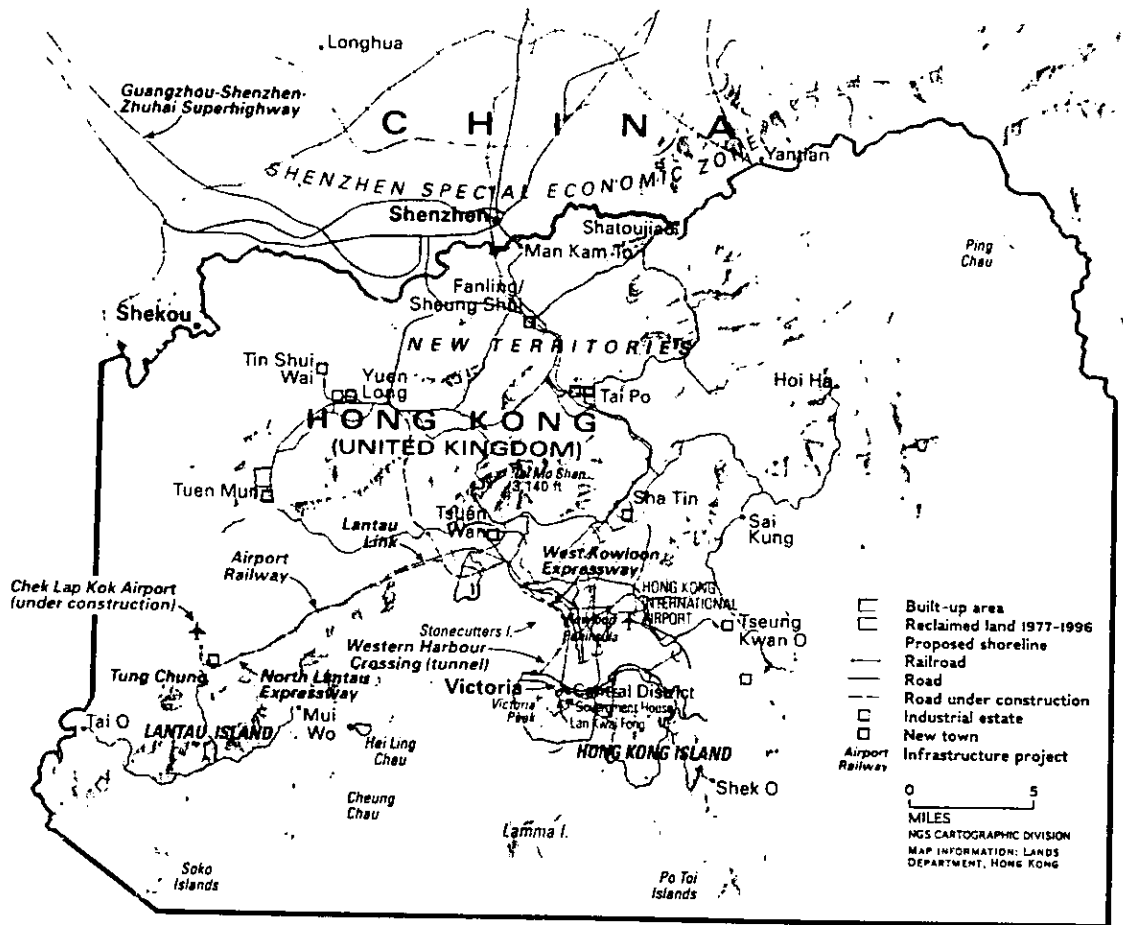 Longhua
Guangzhou-Shenzhen-
Zhuhai Superhighway
CHINA
SHENZHEN SPECIAL ECONOMIC ZONE
Yantian
Shenzhen
Shatoujiao
Man Kam To
Ping
Chau
Fanling/
Sheung Shui
Shekou
NEW TERRITORIES
Tin Shui
Wai
Yuen
Long
Tai Po
Hoi Ha
HONG KONG
(UNITED KINGDOM)
Tai Mo Shan
3,140 ft
Tuen Mun
Sha Tin
Tsuen
Wan
Sai
Kung
Lantau
Link
Airport
Railway
West Kowloon
Expressway
Chek Lap Kok Airport
(under construction)
HONG KONG
INTERNATIONAL
AIRPORT
Stonecutters I.
Kowloon
Peninsula
Tseung
Kwan O
Western Harbour
Crossing (tunnel)
Tung Chung
North Lantau
Expressway
Victoria
Central District
Government House
Victoria
Peak
Lan Kwai Fong
Tai O
LANTAU ISLAND
Mui
Wo
Hei Ling
Chau
HONG KONG ISLAND
Shek O
Cheung
Chau
Lamma I.
Soko
Islands
Po Toi
Islands
Built-up area
Reclaimed land 1977-1996
Proposed shoreline
Railroad
Road
Road under construction
Industrial estate
New town
Airport
Railway
Infrastructure project
0 5
MILES
NGS CARTOGRAPHIC DIVISION
MAP INFORMATION: LANDS
DEPARTMENT, HONG KONG